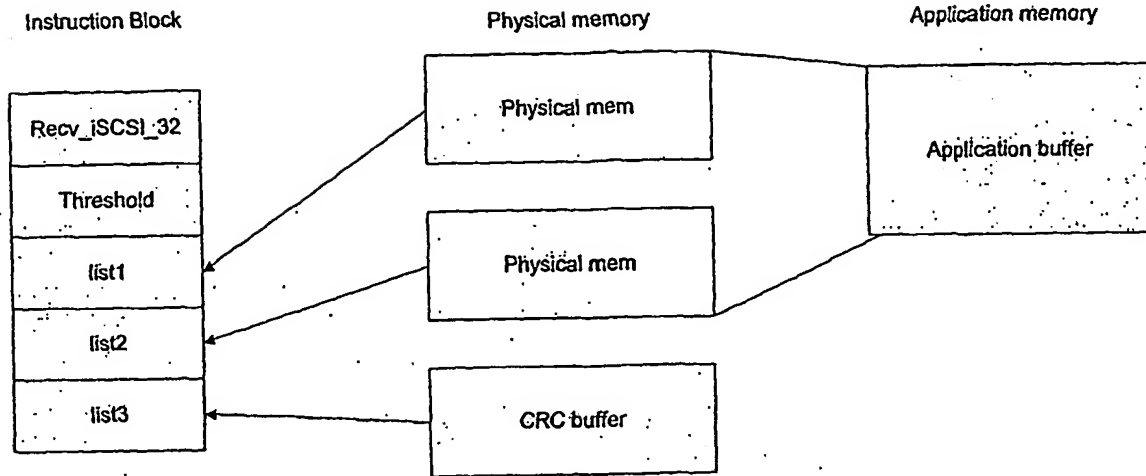 Instruction Block
Physical memory
Application memory
Recv_iSCSI_32
Threshold
list1
list2
list3
Physical mem
Physical mem
CRC buffer
Application buffer